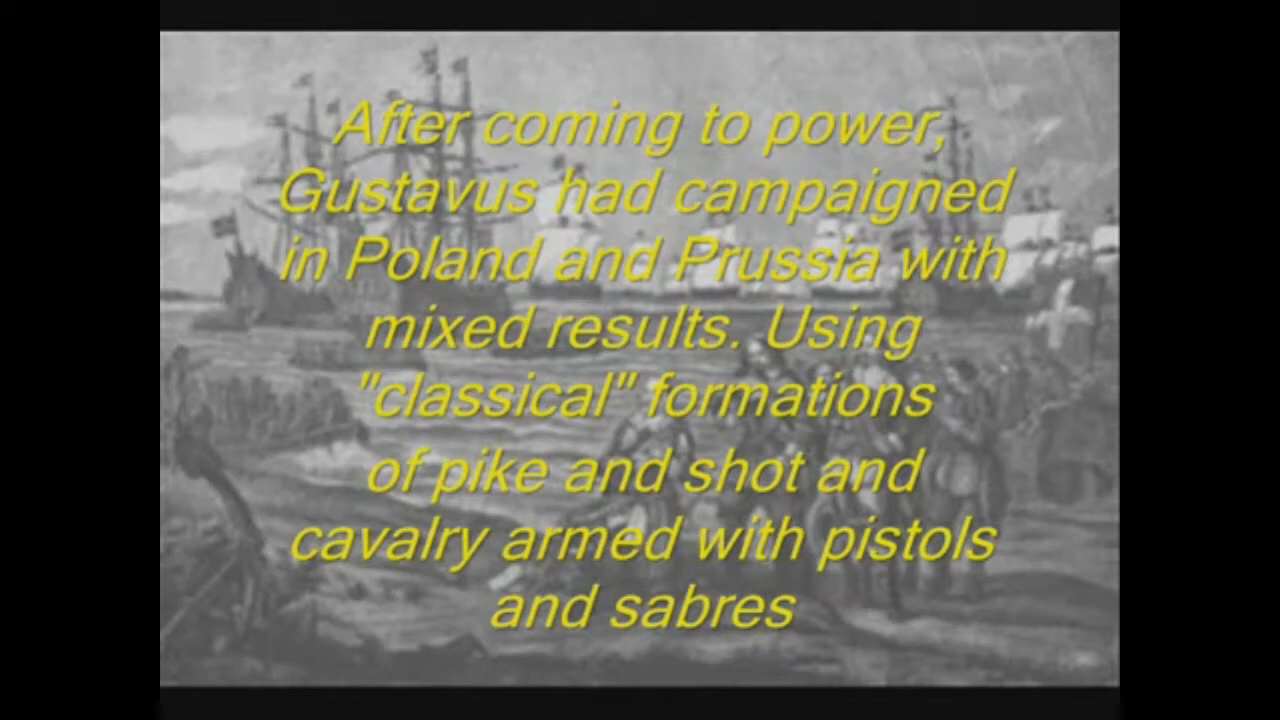 After coming to power,
Gustavus had campaigned
in Poland and Prussia with
mixed results. Using
"classical" formations
of pike and shot and
cavalry armed with pistols
and sabres